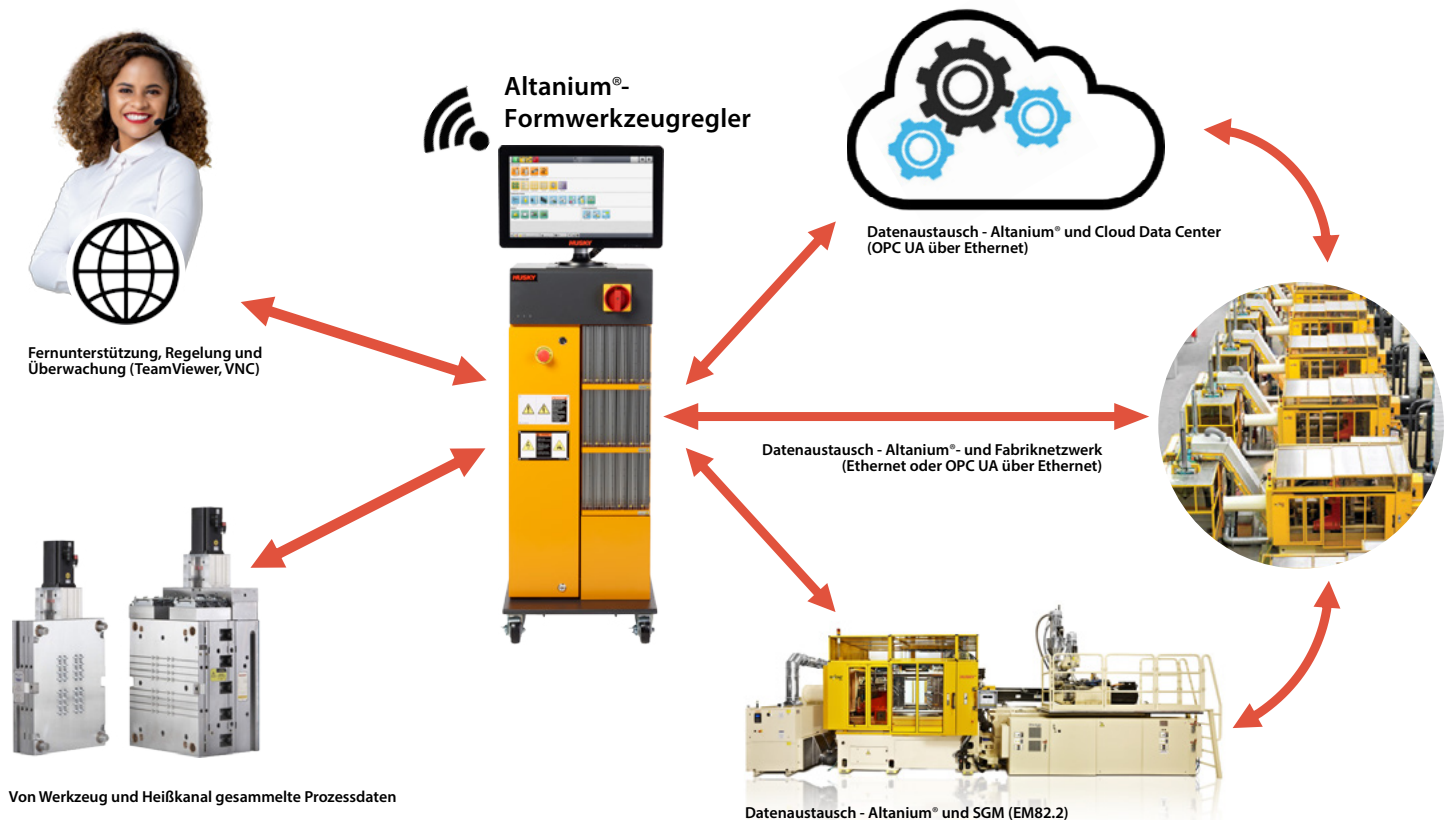 Altanium®-
Formwerkzeugregler
HUSKY
HUSKY
Fernunterstützung, Regelung und
Überwachung (TeamViewer, VNC)
Datenaustausch - Altanium® und Cloud Data Center
(OPC UA über Ethernet)
Datenaustausch - Altanium®- und Fabriknetzwerk
(Ethernet oder OPC UA über Ethernet)
Von Werkzeug und Heißkanal gesammelte Prozessdaten
Datenaustausch - Altanium® und SGM (EM82.2)